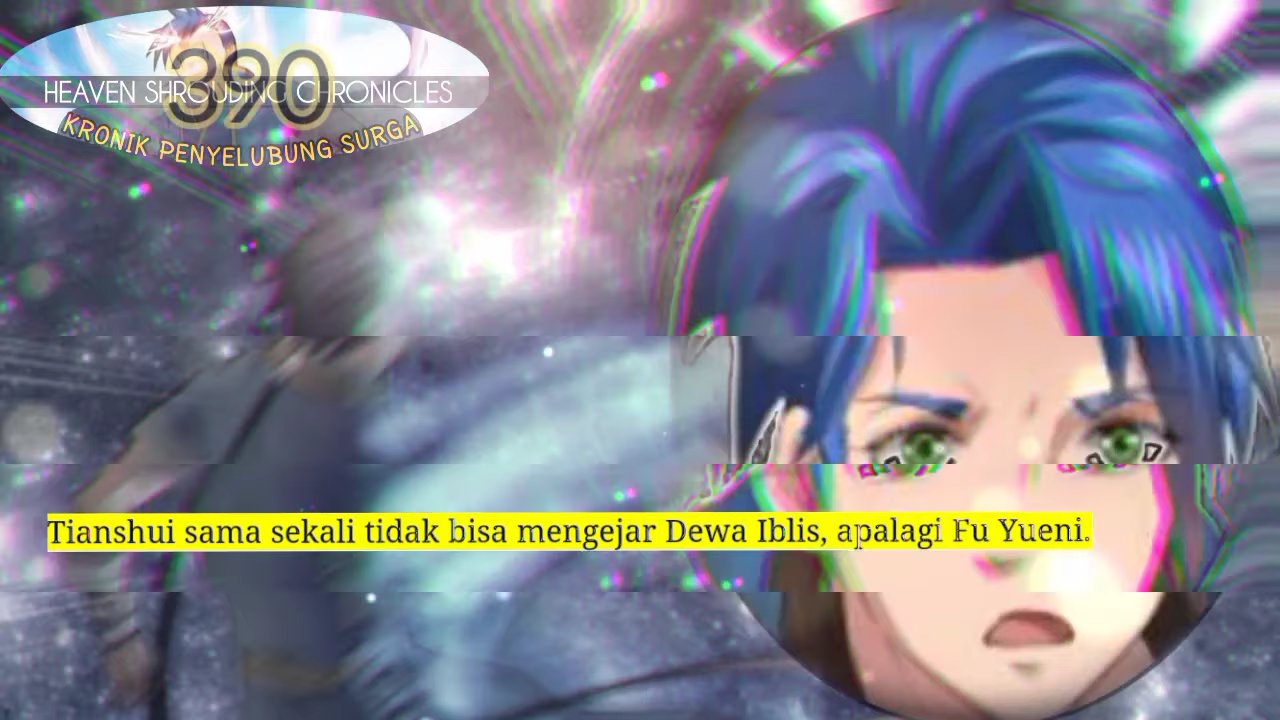 390
HEAVEN SHROUDING CHRONICLES
KRONIK PENYELUBUNG SURGA
Tianshui sama sekali tidak bisa mengejar Dewa Iblis, apalagi Fu Yueni.